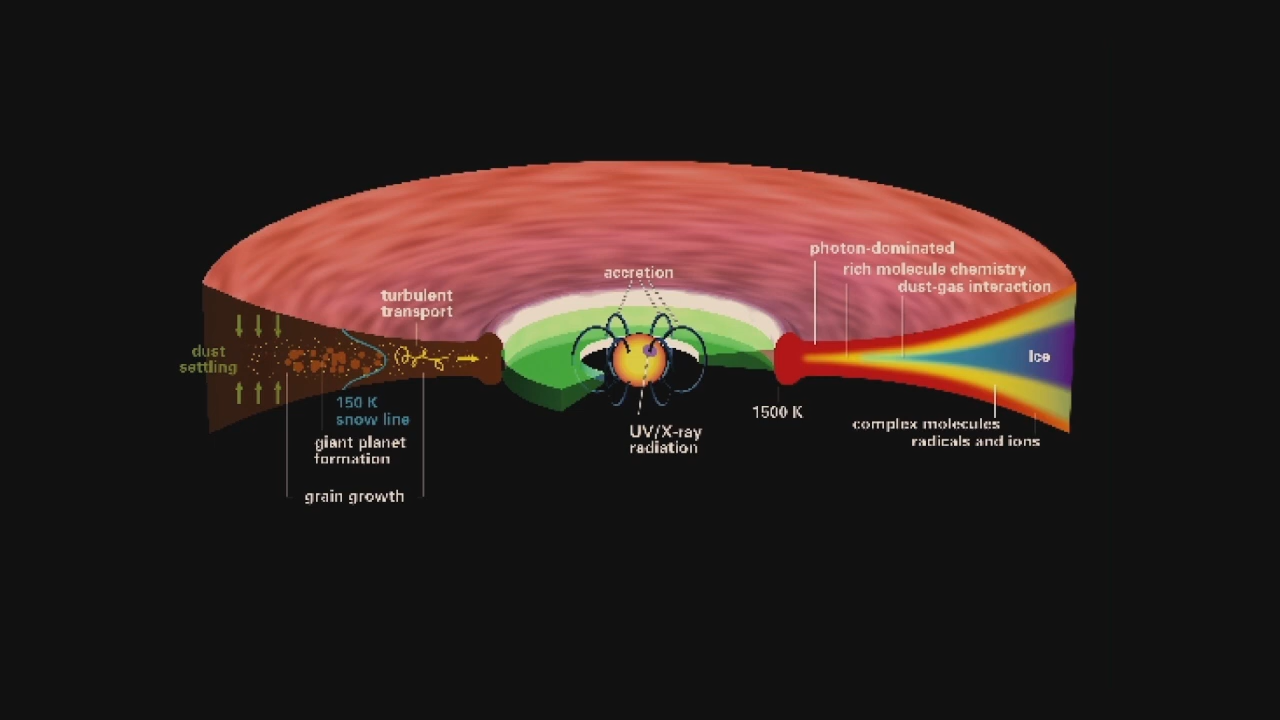 photon-dominated
rich molecule chemistry
dust-gas interaction
accretion
turbulent
transport
dust
settling
Ice
150 K
snow line
1500 K
giant planet
formation
UV/X-ray
radiation
complex molecules
radicals and ions
grain growth